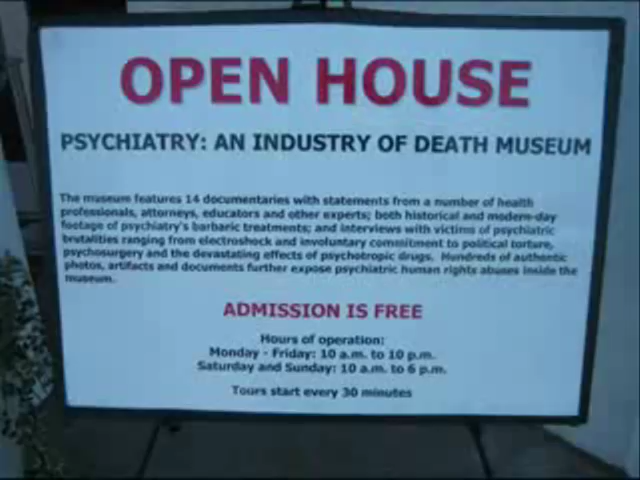 OPEN HOUSE
PSYCHIATRY: AN INDUSTRY OF DEATH MUSEUM
The museum features 14 documentaries with statements from a number of health
professionals, attorneys, educators and other experts; both historical and modern-day
footage of psychiatry's barbaric treatments; and interviews with victims of psychiatric
brutalities ranging from electroshock and involuntary commitment to political torture,
psychosurgery and the devastating effects of psychotropic drugs. Hundreds of authentic
photos, artifacts and documents further expose psychiatric human rights abuses inside the
museum.
ADMISSION IS FREE
Hours of operation:
Monday - Friday: 10 a.m. to 10 p.m.
Saturday and Sunday: 10 a.m. to 6 p.m.
Tours start every 30 minutes